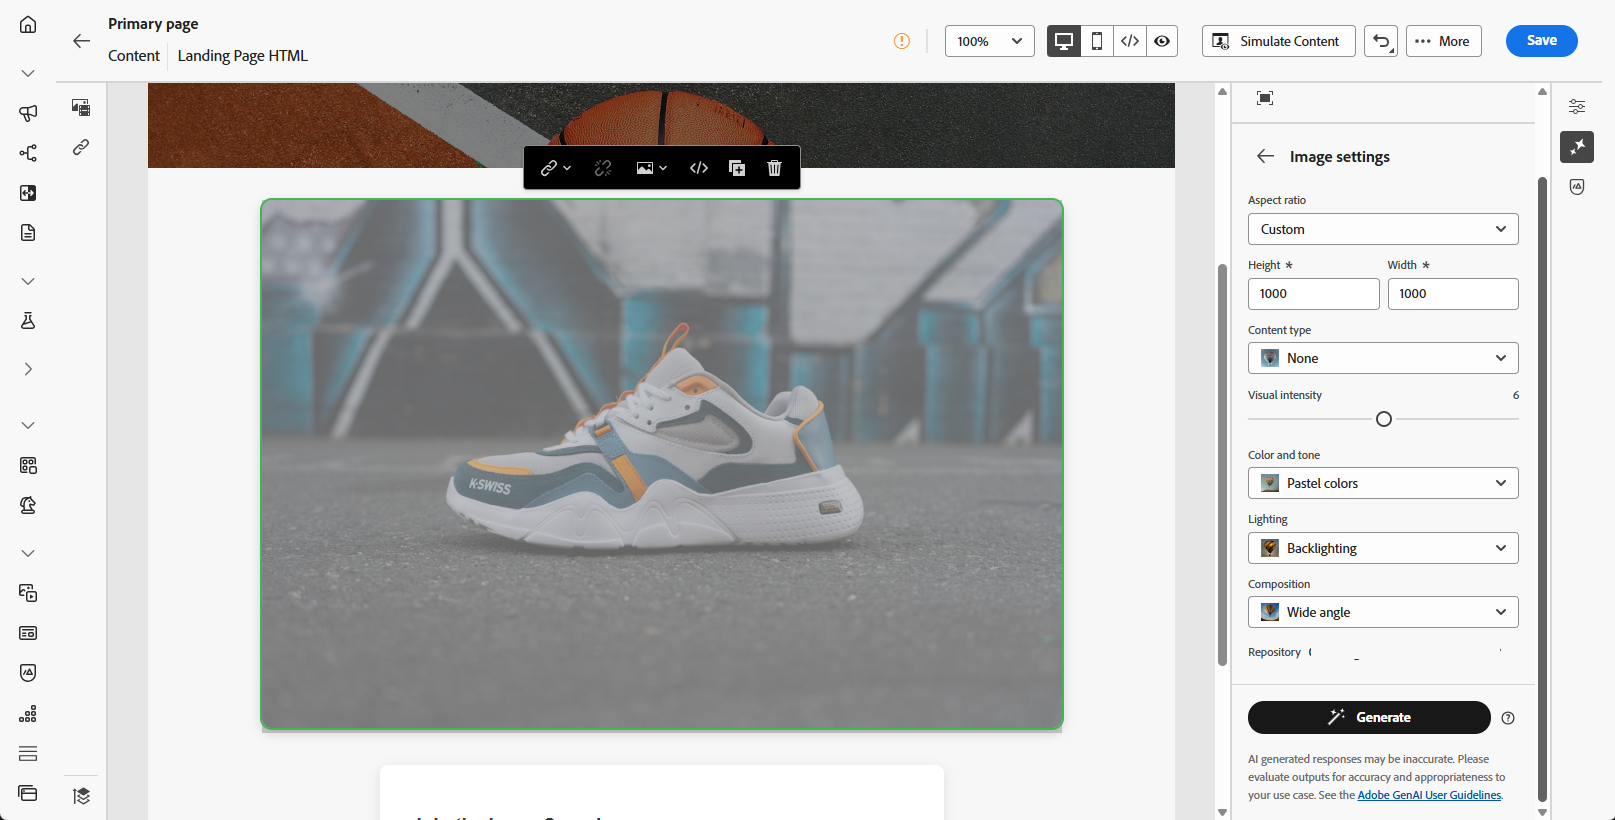 Primary page
Content
Landing Page HTML
100%
Simulate Content
More
Save
K·SWISS
Image settings
Aspect ratio
Custom
Height *
Width *
1000
1000
Content type
None
Visual intensity
6
Color and tone
Pastel colors
Lighting
Backlighting
Composition
Wide angle
Repository
Generate
AI generated responses may be inaccurate. Please
evaluate outputs for accuracy and appropriateness to
your use case. See the Adobe GenAI User Guidelines.